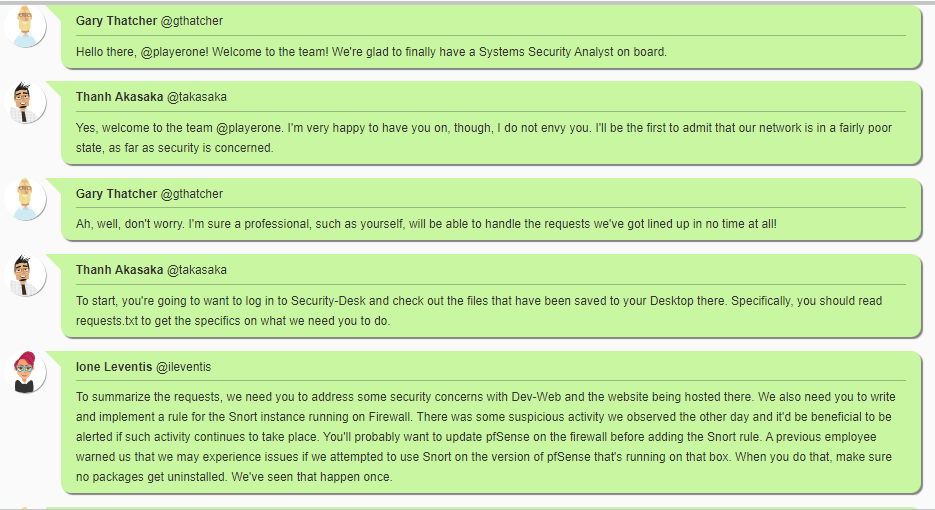 Gary Thatcher @gthatcher
Hello there, @playerone! Welcome to the team! We're glad to finally have a Systems Security Analyst on board.
Thanh Akasaka @takasaka
Yes, welcome to the team @playerone. I'm very happy to have you on, though, I do not envy you. I'll be the first to admit that our network is in a fairly poor
state, as far as security is concerned.
Gary Thatcher @gthatcher
Ah, well, don't worry. I'm sure a professional, such as yourself, will be able to handle the requests we've got lined up in no time at all!
Thanh Akasaka @takasaka
To start, you're going to want to log in to Security-Desk and check out the files that have been saved to your Desktop there. Specifically, you should read
requests.txt to get the specifics on what we need you to do.
Ione Leventis @ileventis
To summarize the requests, we need you to address some security concerns with Dev-Web and the website being hosted there. We also need you to write
and implement a rule for the Snort instance running on Firewall. There was some suspicious activity we observed the other day and it'd be beneficial to be
alerted if such activity continues to take place. You'll probably want to update pfSense on the firewall before adding the Snort rule. A previous employee
warned us that we may experience issues if we attempted to use Snort on the version of pfSense that's running on that box. When you do that, make sure
no packages get uninstalled. We've seen that happen once.